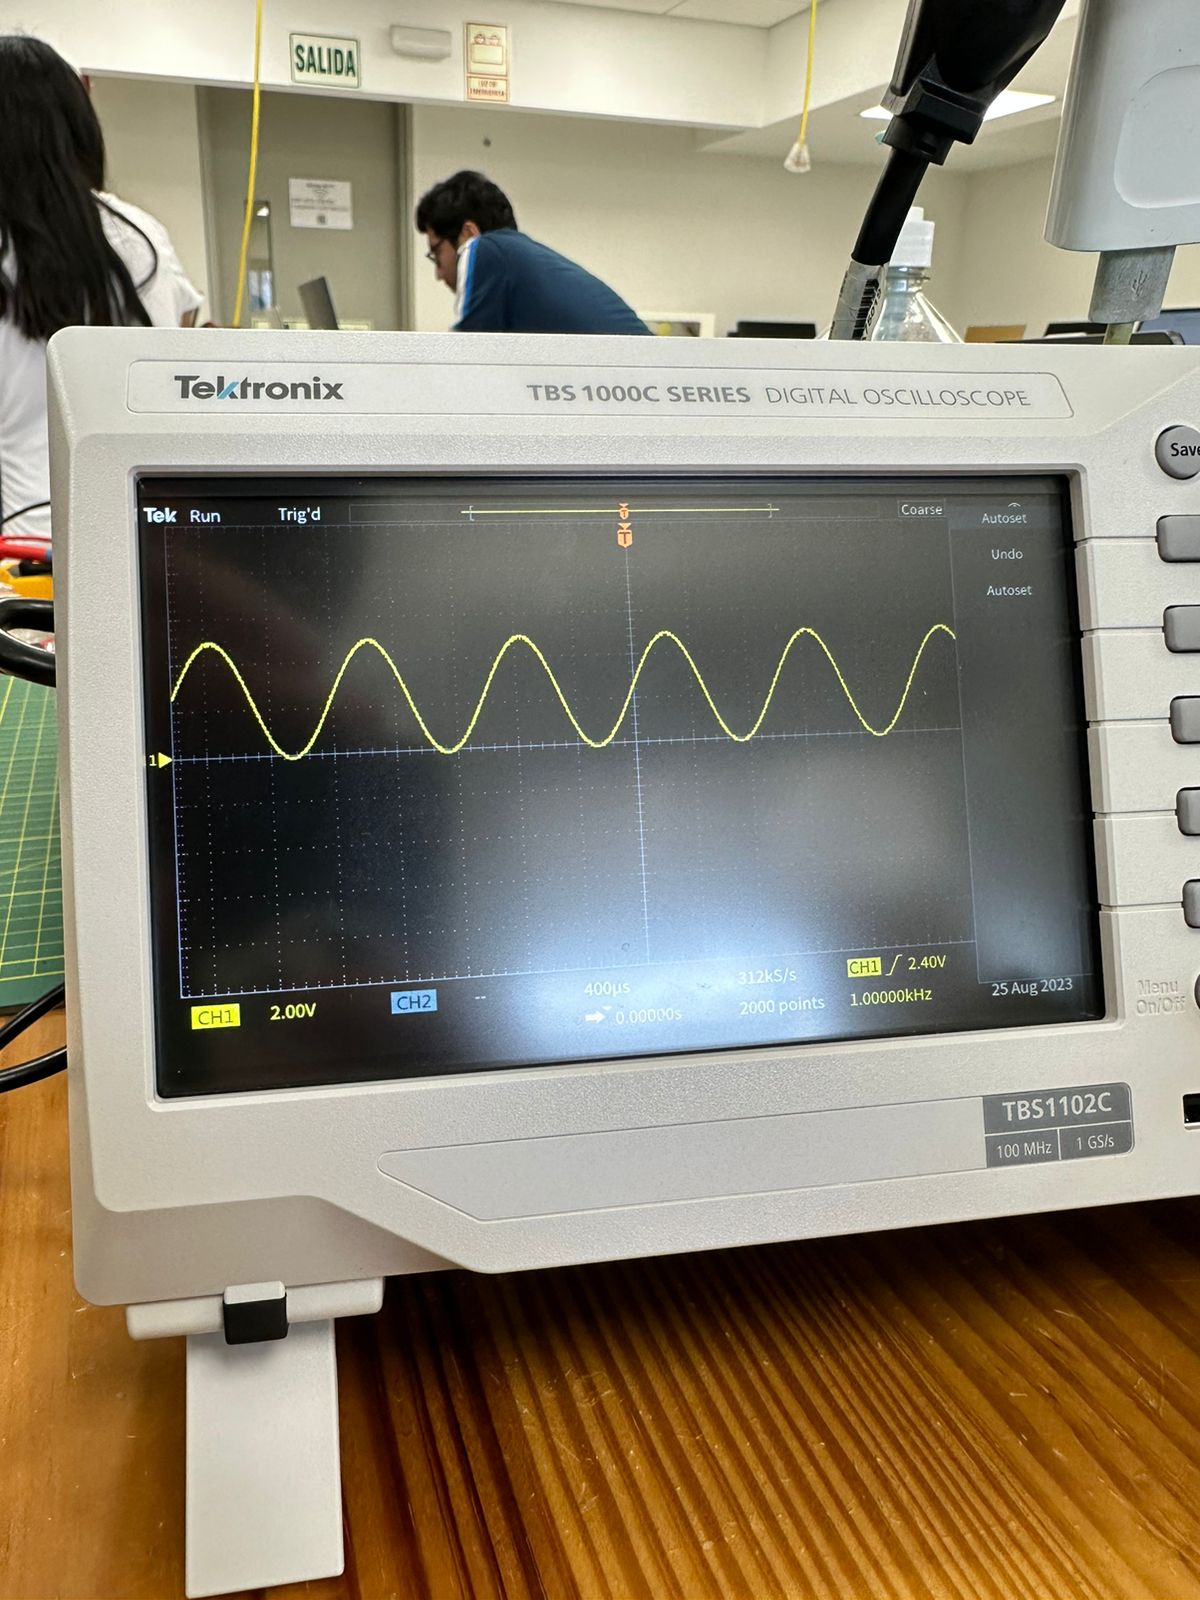 SALIDA
Tektronix
TBS 1000C SERIES DIGITAL OSCILLOSCOPE
Save
Tek Run Trig'd
T
T
Coarse
Autoset
Undo
Autoset
1
CH1 2.00V
CH2 --
400µs
0.00000s
312kS/s
2000 points
CH1 2.40V
1.00000kHz
25 Aug 2023
Menu
On/Off
TBS1102C
100 MHz 1 GS/s